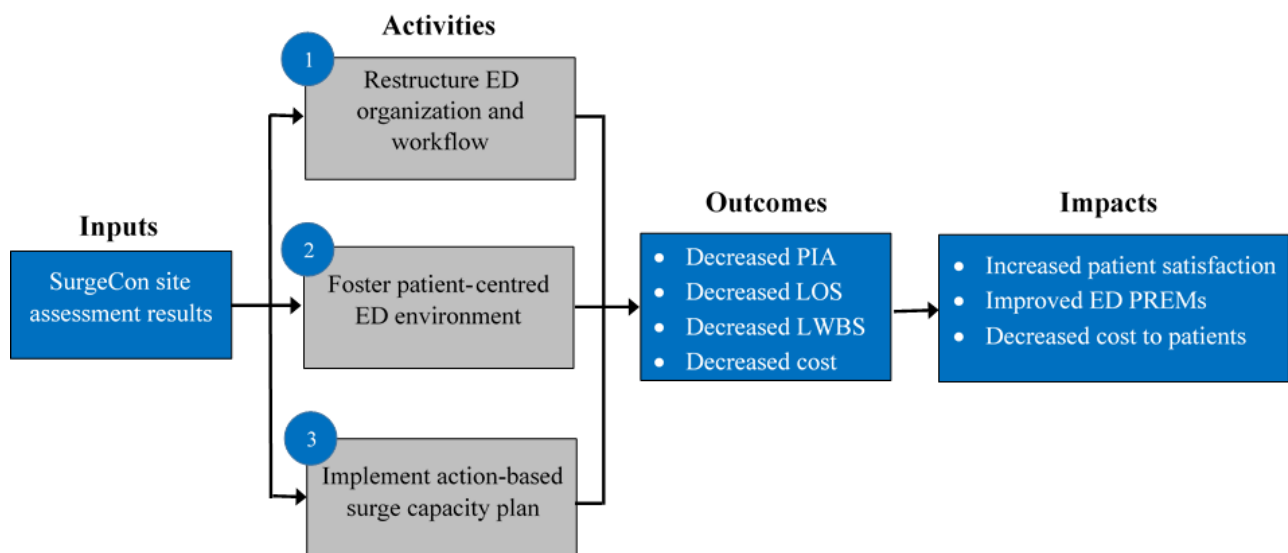 Inputs
SurgeCon site
assessment results
Activities
1
Restructure ED
organization and
workflow
2
Foster patient-centred
ED environment
3
Implement action-based
surge capacity plan
Outcomes
• Decreased PIA
• Decreased LOS
• Decreased LWBS
• Decreased cost
Impacts
• Increased patient satisfaction
• Improved ED PREMs
• Decreased cost to patients